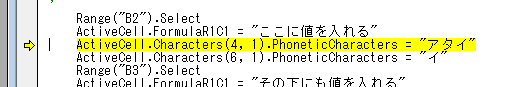 Range("B2").Select
ActiveCell.FormulaR1C1 = "ここに値を入れる"
ActiveCell.Characters(4, 1).PhoneticCharacters = "アタイ"
ActiveCell.Characters(6, 1).PhoneticCharacters = "イ"
Range("B3").Select
ActiveCell.FormulaR1C1 = "その下にも値を入れる"